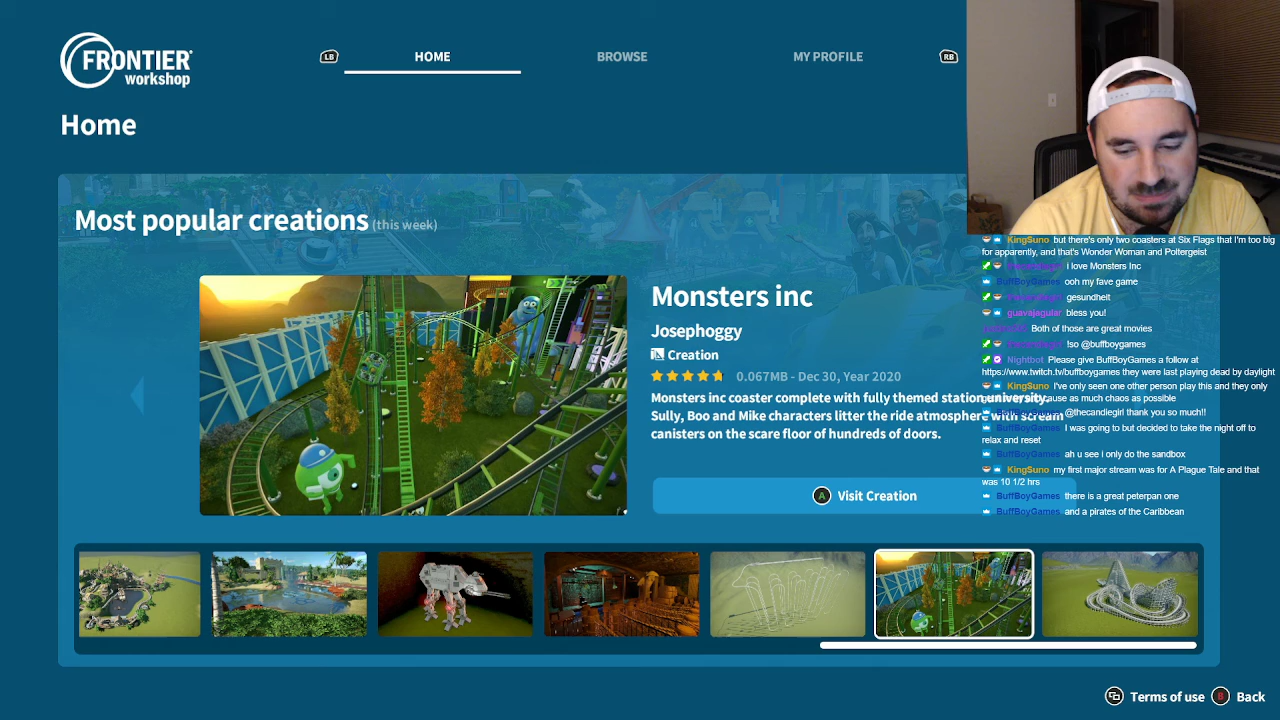 FRONTIER
workshop
LB
HOME
BROWSE
MY PROFILE
RB
Home
Most popular creations (this week)
Monsters inc
Josephoggy
Creation
0.067MB - Dec 30, Year 2020
Monsters inc coaster complete with fully themed station university.
Sully, Boo and Mike characters litter the ride atmosphere with scream
canisters on the scare floor of hundreds of doors.
A Visit Creation
KingSuno but there's only two coasters at Six Flags that I'm too big
for apparently, and that's Wonder Woman and Poltergeist
i love Monsters Inc
BuffBoyGames ooh my fave game
gesundheit
guavajagular bless you!
Both of those are great movies
!so @buffboygames
Nightbot Please give BuffBoyGames a follow at
https://www.twitch.tv/buffboygames they were last playing dead by daylight
KingSuno I've only seen one other person play this and they only
because as much chaos as possible
BuffBoyGames @thecandiegirl thank you so much!!
BuffBoyGames I was going to but decided to take the night off to
relax and reset
BuffBoyGames ah u see i only do the sandbox
KingSuno my first major stream was for A Plague Tale and that
was 10 1/2 hrs
BuffBoyGames there is a great peterpan one
BuffBoyGames and a pirates of the Caribbean
Terms of use
B Back